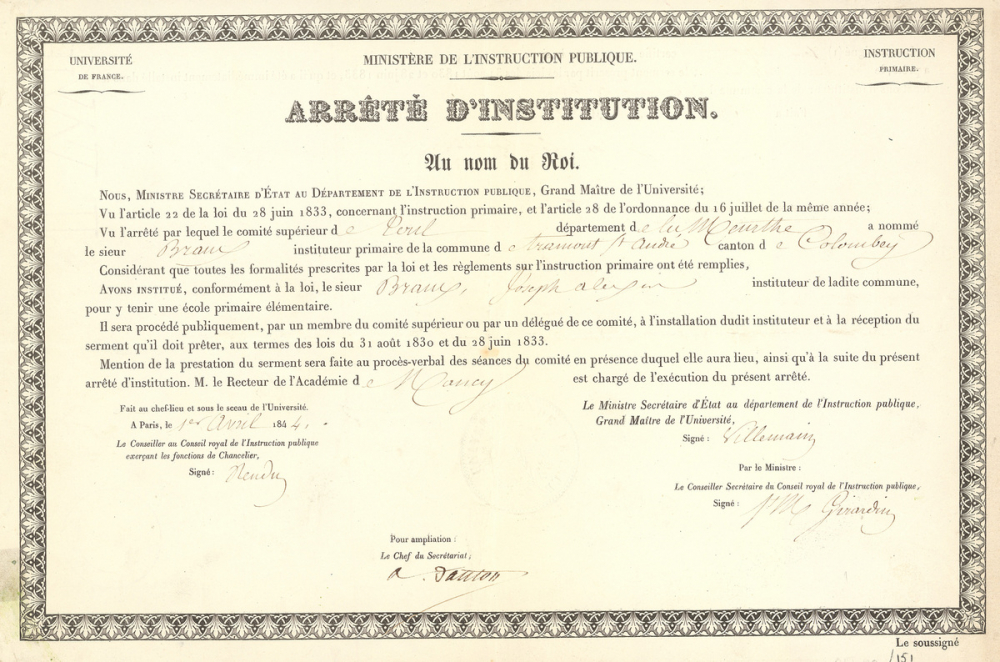 UNIVERSITÉ
DE FRANCE.
MINISTÈRE DE L'INSTRUCTION PUBLIQUE.
INSTRUCTION
PRIMAIRE.
ARRÊTÉ D'INSTITUTION.
Au nom du Roi.
Nous, Ministre Secrétaire d'État au Département de l'Instruction publique, Grand Maître de l'Université;
Vu l'article 22 de la loi du 28 juin 1833, concernant l'instruction primaire, et l'article 28 de l'ordonnance du 16 juillet de la même année;
Vu l'arrêté par lequel le comité supérieur de Toul département de la Meurthe a nommé
le sieur Braux instituteur primaire de la commune de tramont st andré canton de Colombey
Considérant que toutes les formalités prescrites par la loi et les règlements sur l'instruction primaire ont été remplies,
Avons institué, conformément à la loi, le sieur Braux, Joseph instituteur de ladite commune,
pour y tenir une école primaire élémentaire.
Il sera procédé publiquement, par un membre du comité supérieur ou par un délégué de ce comité, à l'installation dudit instituteur et à la réception du
serment qu'il doit prêter, aux termes des lois du 31 août 1830 et du 28 juin 1833.
Mention de la prestation du serment sera faite au procès-verbal des séances du comité en présence duquel elle aura lieu, ainsi qu'à la suite du présent
arrêté d'institution. M. le Recteur de l'Académie de Nancy est chargé de l'exécution du présent arrêté.
Fait au chef-lieu et sous le sceau de l'Université.
A Paris, le 1er Avril 1844.
Le Conseiller au Conseil royal de l'Instruction publique
exerçant les fonctions de Chancelier,
Signé: Rendu
Le Ministre Secrétaire d'État au département de l'Instruction publique,
Grand Maître de l'Université,
Signé: Villemain
Par le Ministre:
Le Conseiller Secrétaire du Conseil royal de l'Instruction publique,
Signé: St M Girardin
Pour ampliation:
Le Chef du Secrétariat,
a. Danton
Le soussigné
151